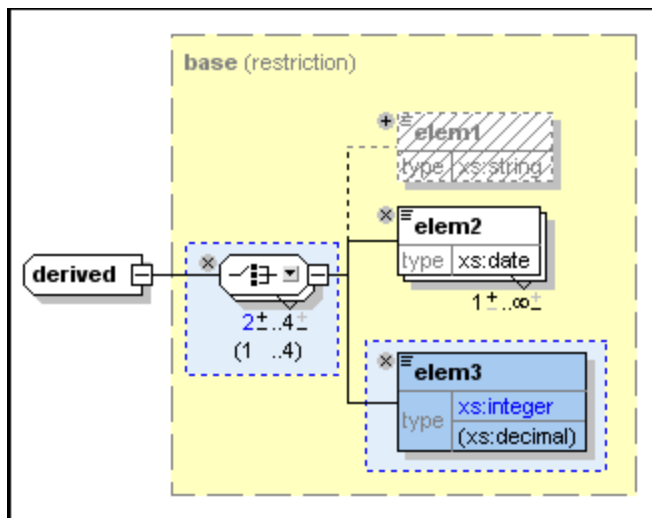 base (restriction)
elem1
type xs:string
elem2
type xs:date
1 ± ..∞ ±
derived
2 ± ..4 ±
(1 ..4)
elem3
type xs:integer
(xs:decimal)